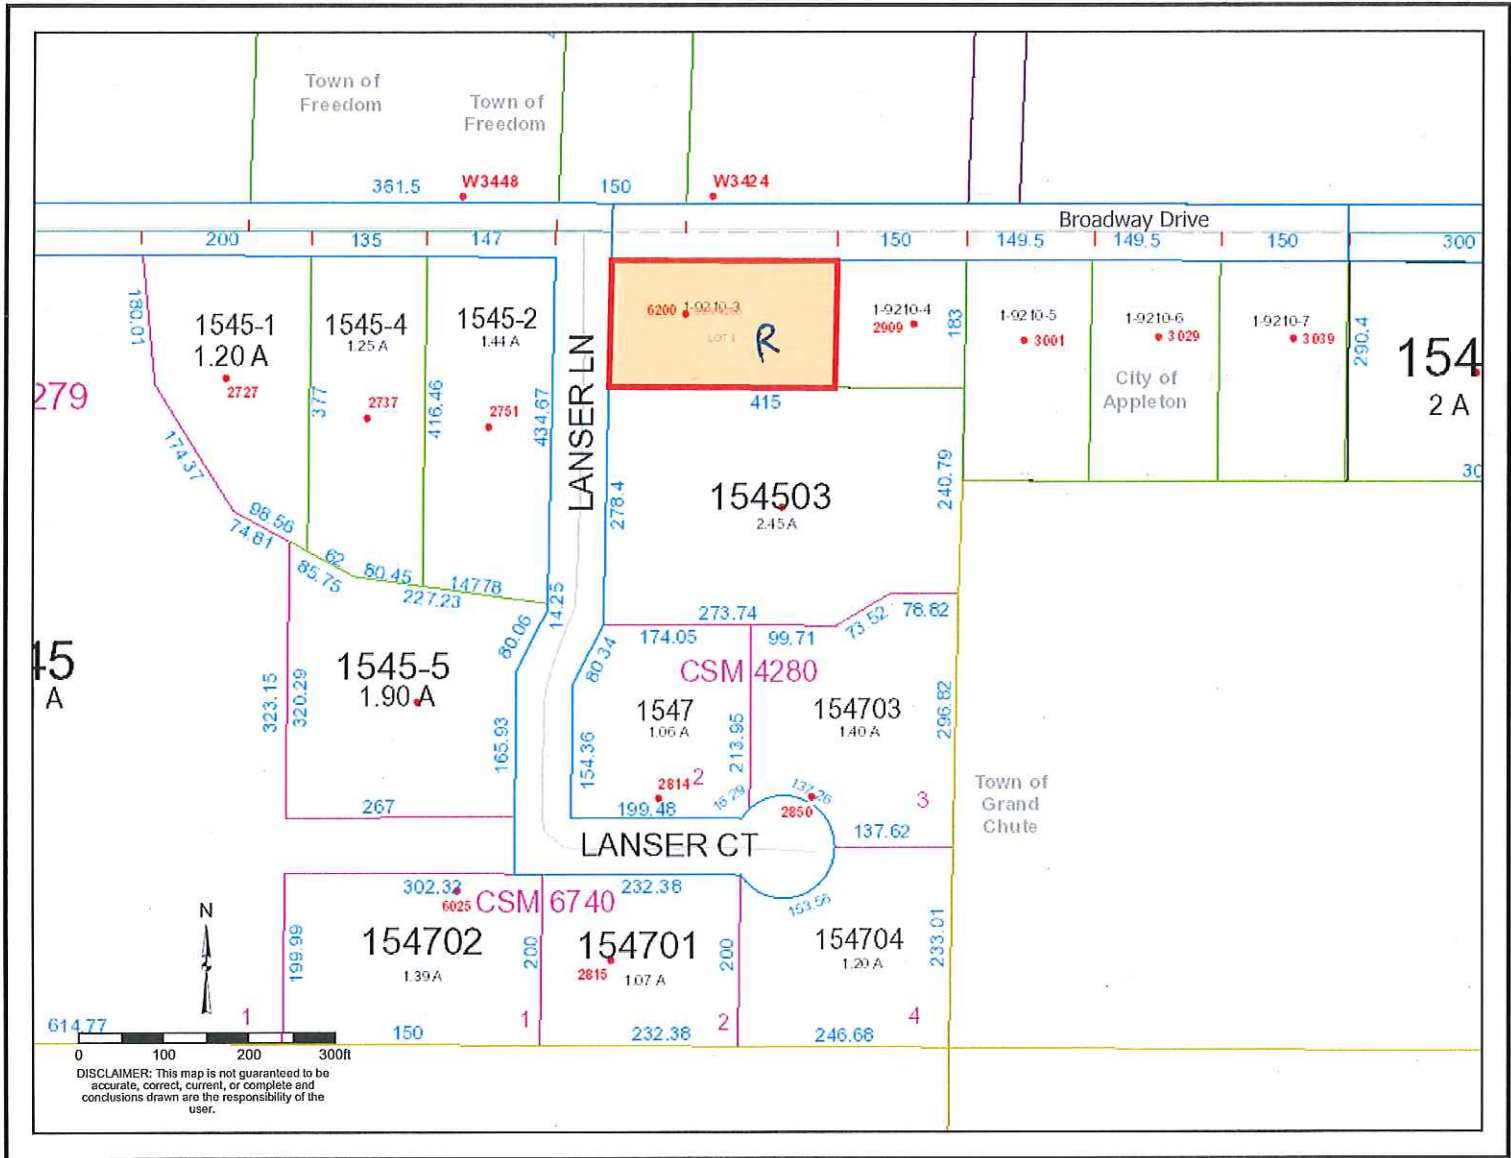 Town of
Freedom
Town of
Freedom
361.5
W3448
150
W3424
Broadway Drive
200
135
147
150
149.5
149.5
150
300
180.01
1545-1
1.20 A
2727
377
1545-4
1.25 A
2737
416.46
1545-2
1.44 A
2751
434.67
LANSER LN
6200
1-9210-3
LOT 1
R
1-9210-4
2909
183
1-9210-5
3001
1-9210-6
3029
1-9210-7
3039
City of
Appleton
290.4
154
2 A
30
279
174.37
98.56
74.81
62
85.75
80.45
14778
227.23
14.25
415
278.4
154503
2.45 A
240.79
273.74
73.52
78.82
174.05
99.71
CSM 4280
80.06
80.34
45
A
1545-5
1.90 A
323.15
320.29
165.93
267
1547
1.06 A
154.36
213.95
2814
2
199.48
16.29
154703
1.40 A
296.82
137.26
2850
3
137.62
Town of
Grand
Chute
LANSER CT
302.32
6025
CSM 6740
232.38
153.56
199.99
154702
1.39 A
200
154701
2815
1.07 A
200
154704
1.20 A
233.01
N
1
1
2
4
614.77
150
232.38
246.68
0
100
200
300ft
DISCLAIMER: This map is not guaranteed to be
accurate, correct, current, or complete and
conclusions drawn are the responsibility of the
user.